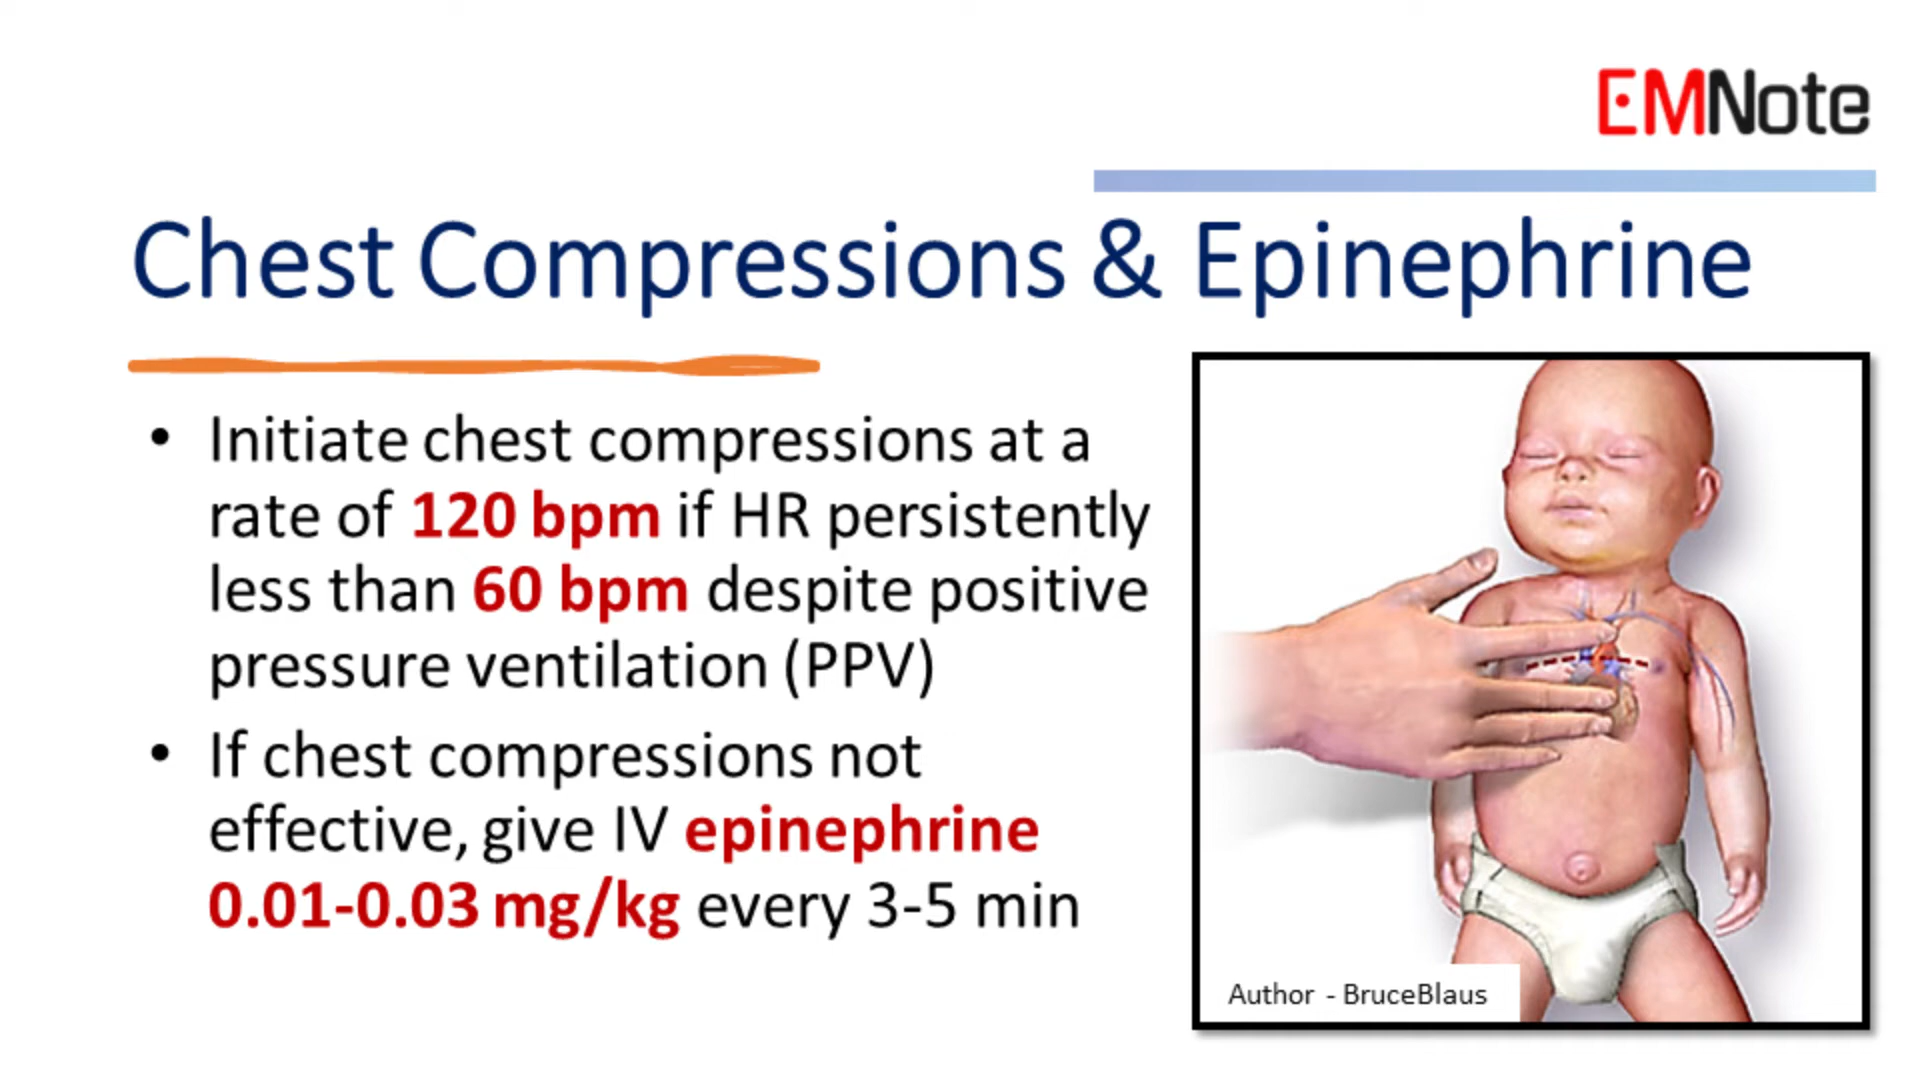 EMNote
Chest Compressions & Epinephrine
• Initiate chest compressions at a
rate of 120 bpm if HR persistently
less than 60 bpm despite positive
pressure ventilation (PPV)
• If chest compressions not
effective, give IV epinephrine
0.01-0.03 mg/kg every 3-5 min
Author - BruceBlaus